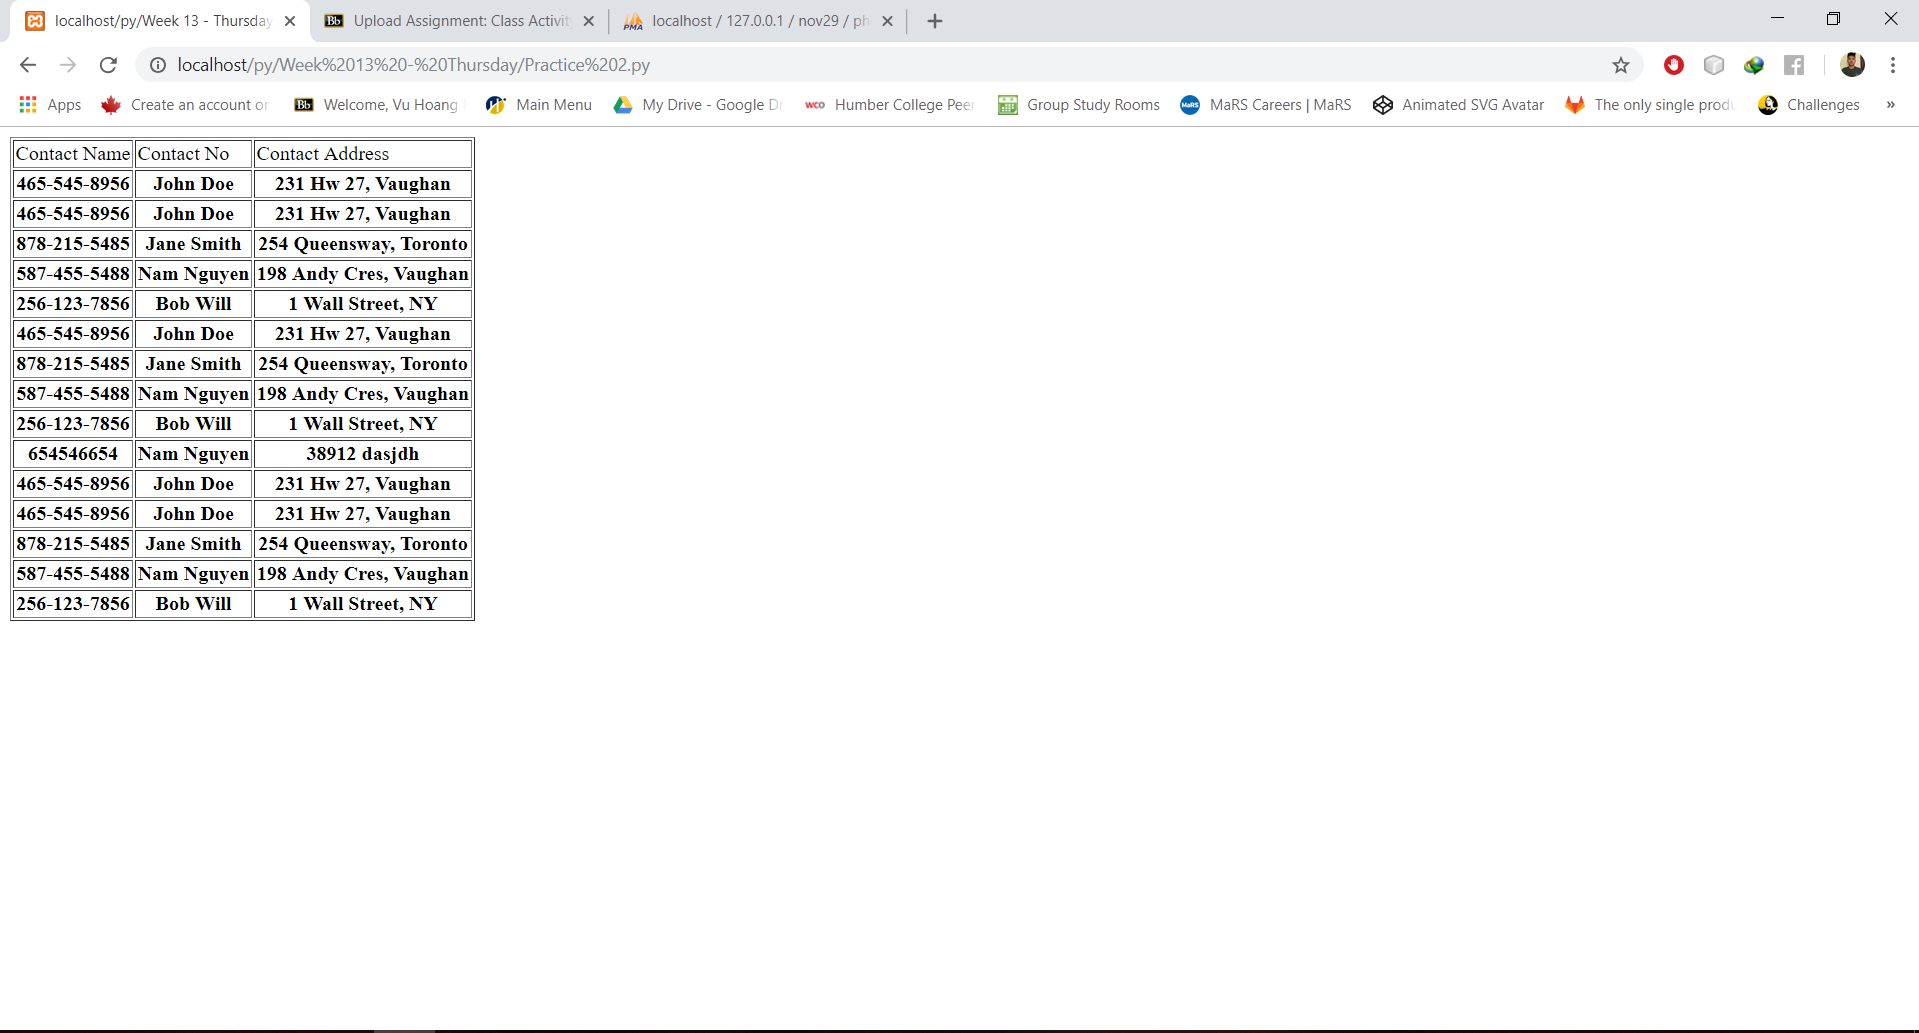 localhost/py/Week 13 - Thursday Upload Assignment: Class Activit PMA localhost / 127.0.0.1 / nov29 / ph
localhost/py/Week%2013%20-%20Thursday/Practice%202.py
Apps Create an account or Bb Welcome, Vu Hoang Main Menu My Drive - Google Dr wco Humber College Peer Group Study Rooms MaRS MaRS Careers | MaRS Animated SVG Avatar The only single produ Challenges »
Contact Name Contact No Contact Address
465-545-8956 John Doe 231 Hw 27, Vaughan
465-545-8956 John Doe 231 Hw 27, Vaughan
878-215-5485 Jane Smith 254 Queensway, Toronto
587-455-5488 Nam Nguyen 198 Andy Cres, Vaughan
256-123-7856 Bob Will 1 Wall Street, NY
465-545-8956 John Doe 231 Hw 27, Vaughan
878-215-5485 Jane Smith 254 Queensway, Toronto
587-455-5488 Nam Nguyen 198 Andy Cres, Vaughan
256-123-7856 Bob Will 1 Wall Street, NY
654546654 Nam Nguyen 38912 dasjdh
465-545-8956 John Doe 231 Hw 27, Vaughan
465-545-8956 John Doe 231 Hw 27, Vaughan
878-215-5485 Jane Smith 254 Queensway, Toronto
587-455-5488 Nam Nguyen 198 Andy Cres, Vaughan
256-123-7856 Bob Will 1 Wall Street, NY